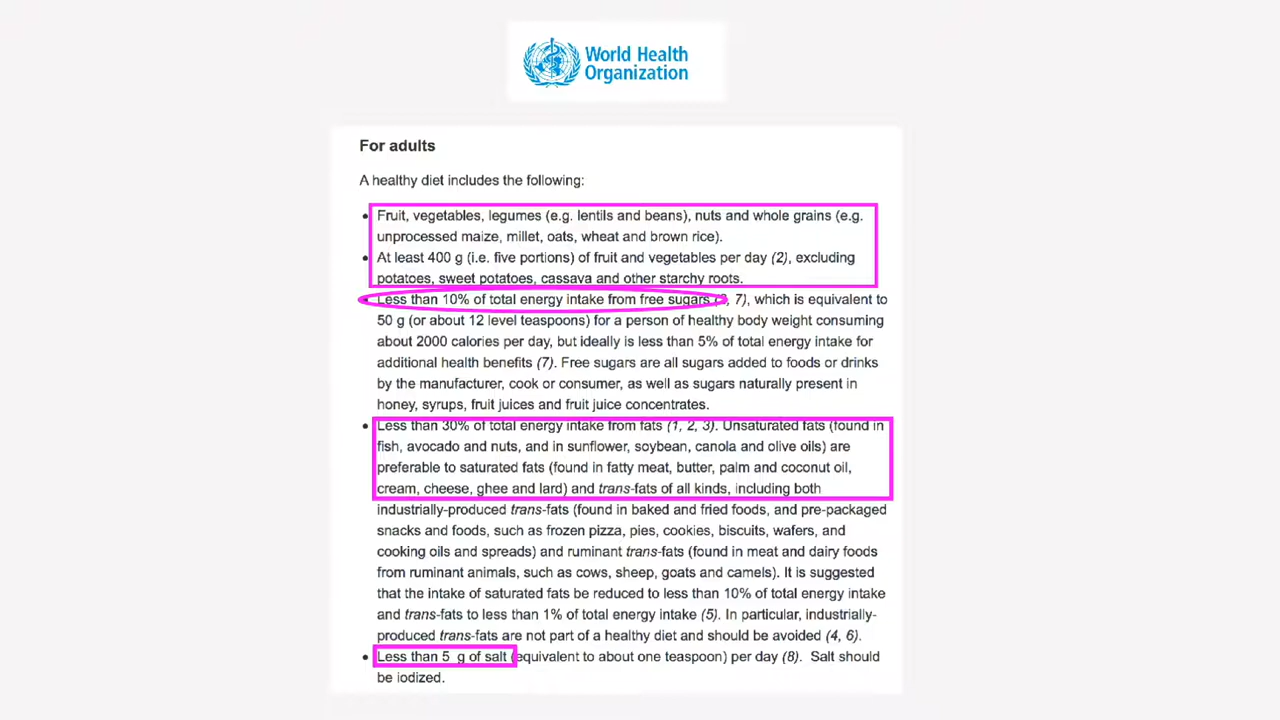 World Health
Organization
For adults
A healthy diet includes the following:
• Fruit, vegetables, legumes (e.g. lentils and beans), nuts and whole grains (e.g.
unprocessed maize, millet, oats, wheat and brown rice).
• At least 400 g (i.e. five portions) of fruit and vegetables per day (2), excluding
potatoes, sweet potatoes, cassava and other starchy roots.
• Less than 10% of total energy intake from free sugars , 7), which is equivalent to
50 g (or about 12 level teaspoons) for a person of healthy body weight consuming
about 2000 calories per day, but ideally is less than 5% of total energy intake for
additional health benefits (7). Free sugars are all sugars added to foods or drinks
by the manufacturer, cook or consumer, as well as sugars naturally present in
honey, syrups, fruit juices and fruit juice concentrates.
• Less than 30% of total energy intake from fats (1, 2, 3). Unsaturated fats (found in
fish, avocado and nuts, and in sunflower, soybean, canola and olive oils) are
preferable to saturated fats (found in fatty meat, butter, palm and coconut oil,
cream, cheese, ghee and lard) and trans-fats of all kinds, including both
industrially-produced trans-fats (found in baked and fried foods, and pre-packaged
snacks and foods, such as frozen pizza, pies, cookies, biscuits, wafers, and
cooking oils and spreads) and ruminant trans-fats (found in meat and dairy foods
from ruminant animals, such as cows, sheep, goats and camels). It is suggested
that the intake of saturated fats be reduced to less than 10% of total energy intake
and trans-fats to less than 1% of total energy intake (5). In particular, industrially-
produced trans-fats are not part of a healthy diet and should be avoided (4, 6).
• Less than 5 g of salt (equivalent to about one teaspoon) per day (8). Salt should
be iodized.